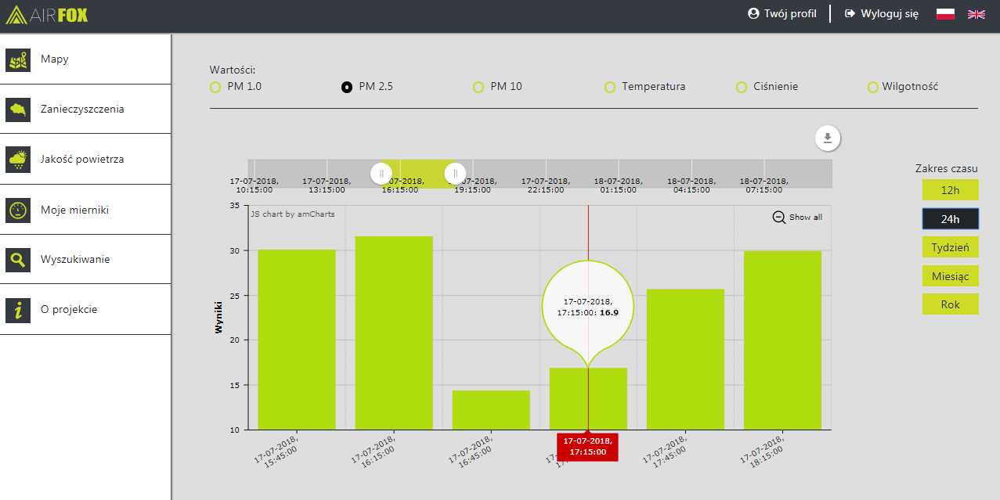 AIRFOX
Twój profil
Wyloguj się
Mapy
Zanieczyszczenia
Jakość powietrza
Moje mierniki
Wyszukiwanie
O projekcie
Wartości:
PM 1.0
PM 2.5
PM 10
Temperatura
Ciśnienie
Wilgotność
17-07-2018,
10:15:00
17-07-2018,
13:15:00
-07-2018,
16:15:00
-07-2018,
19:15:00
17-07-2018,
22:15:00
18-07-2018,
01:15:00
18-07-2018,
04:15:00
18-07-2018,
07:15:00
Zakres czasu
12h
24h
Tydzień
Miesiąc
Rok
JS chart by amCharts
Show all
35
30
25
20
15
10
Wyniki
17-07-2018,
17:15:00: 16.9
17-07-2018,
15:45:00
17-07-2018,
16:15:00
17-07-2018,
16:45:00
17-07-2018,
17:15:00
17-07-2018,
17:45:00
17-07-2018,
18:15:00